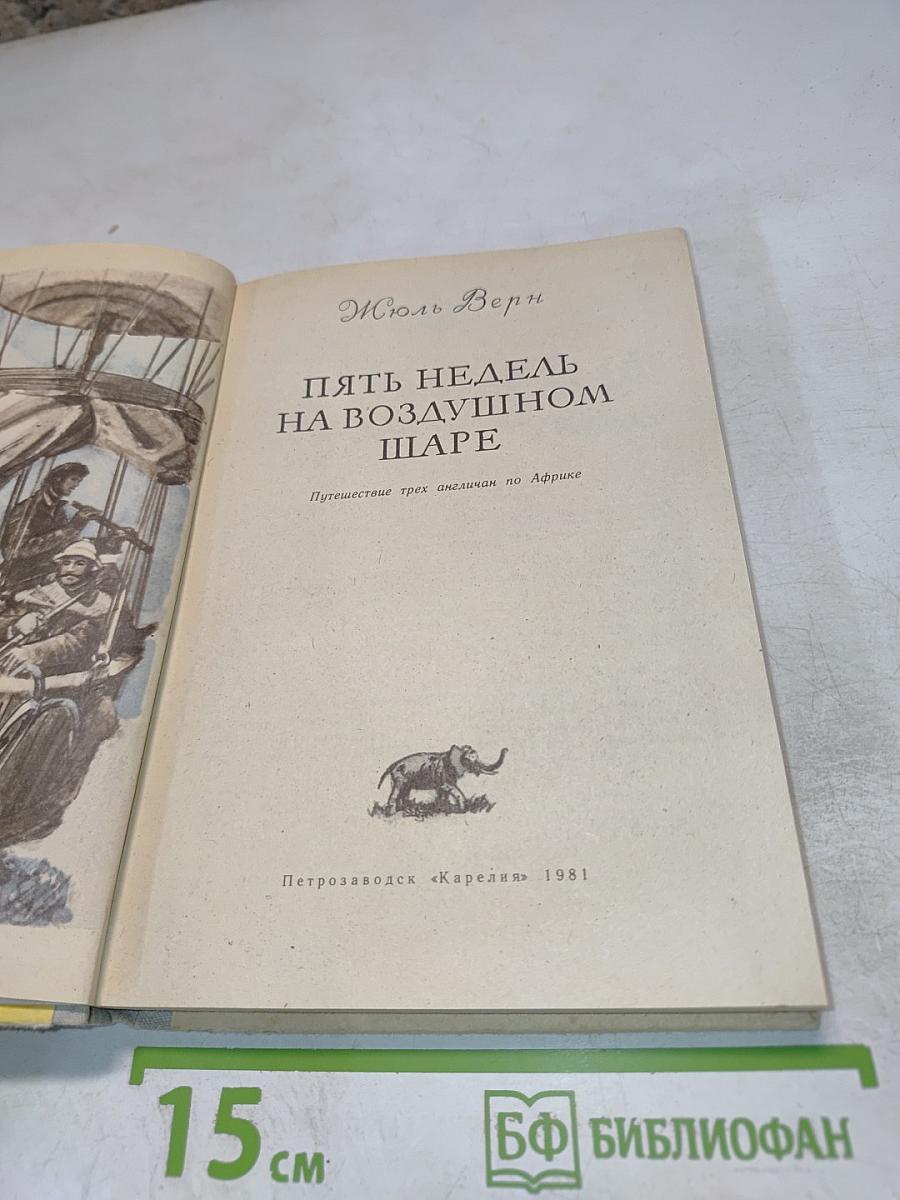 Жюль Верн
ПЯТЬ НЕДЕЛЬ
НА ВОЗДУШНОМ
ШАРЕ
Путешествие трех англичан по Африке
Петрозаводск «Карелия» 1981
15 см
БФ БИБЛИОФАН